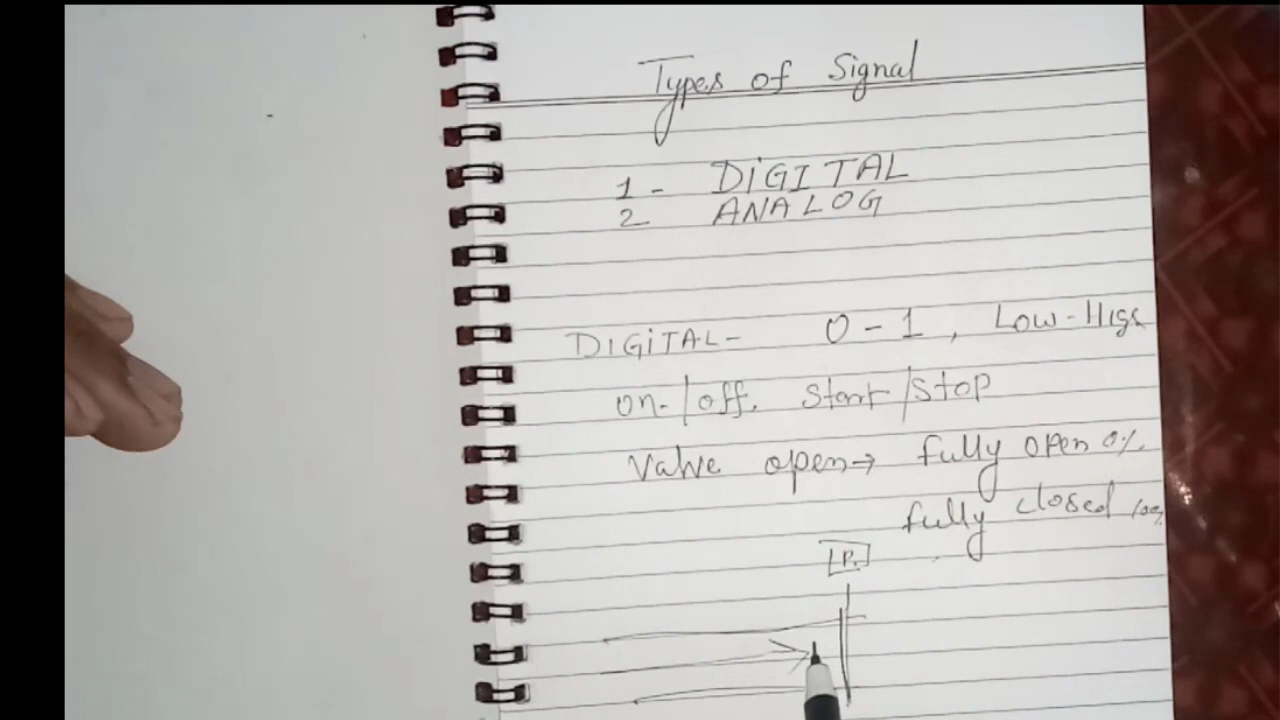 Types of Signal
1 - DiGITAL
2 ANALOG
DIGITAL- 0-1, Low-High
on-/off. Start/Stop
Valve open→ fully open 0%
fully closed 100%
P.